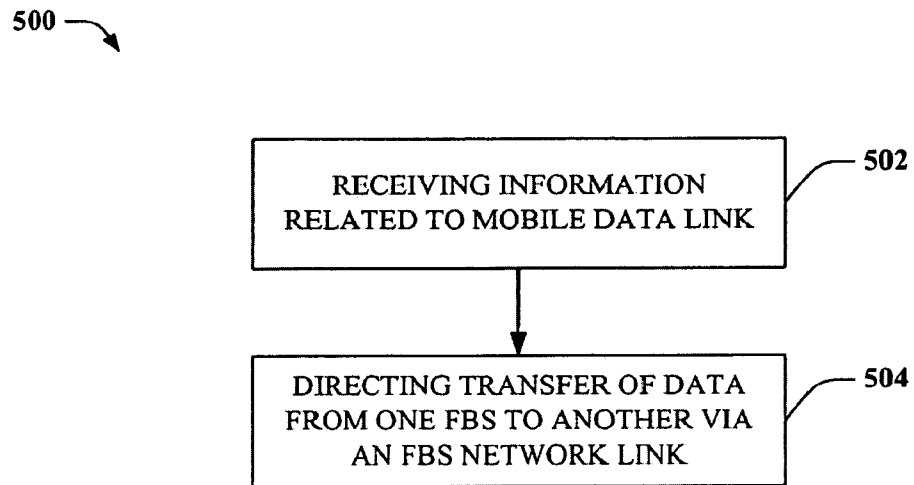 500
502
RECEIVING INFORMATION
RELATED TO MOBILE DATA LINK
504
DIRECTING TRANSFER OF DATA
FROM ONE FBS TO ANOTHER VIA
AN FBS NETWORK LINK